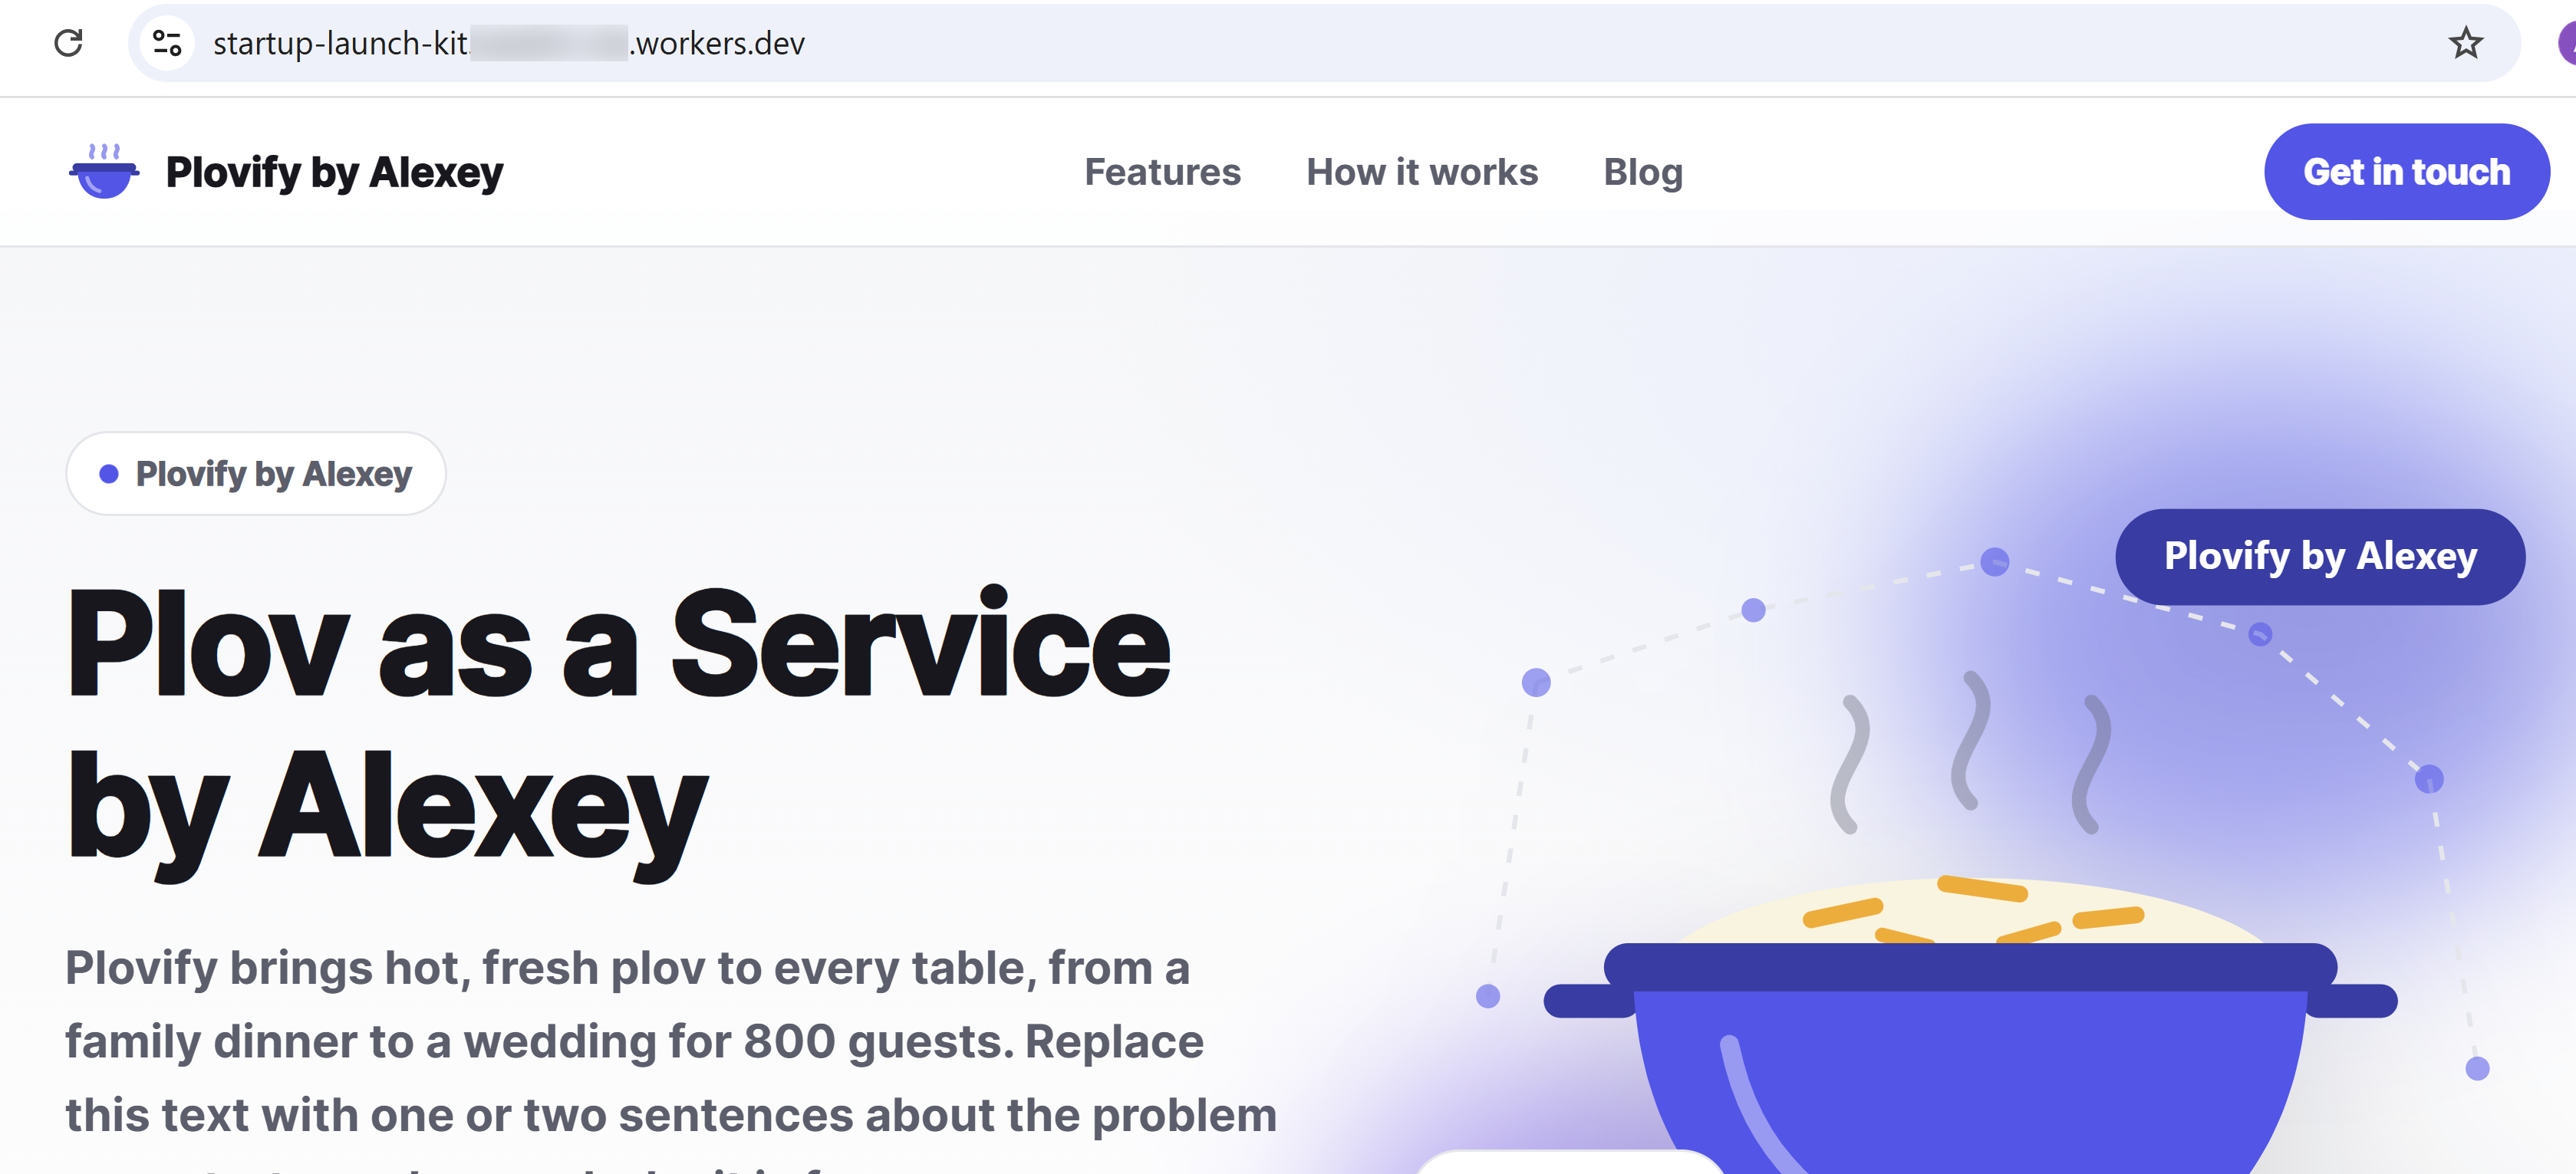 startup-launch-kit
.workers.dev
Plovify by Alexey
Features
How it works
Blog
Get in touch
Plovify by Alexey
Plov as a Service
by Alexey
Plovify by Alexey
Plovify brings hot, fresh plov to every table, from a
family dinner to a wedding for 800 guests. Replace
this text with one or two sentences about the problem